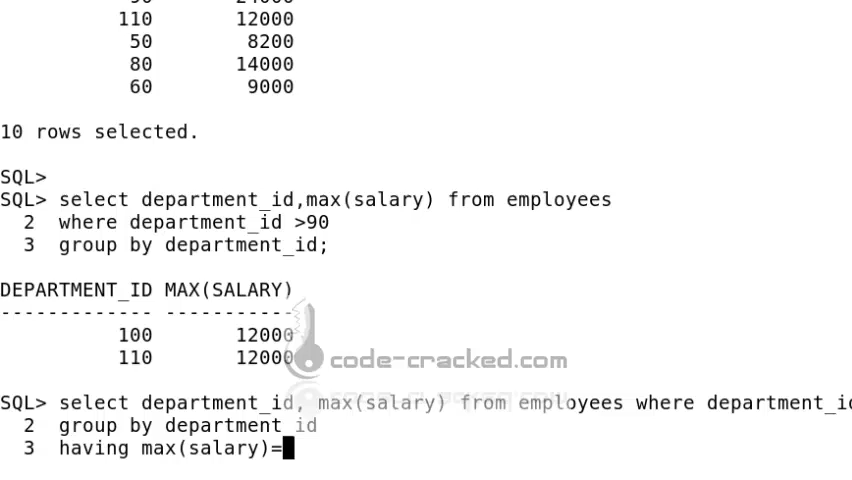 110 12000
50 8200
80 14000
60 9000
10 rows selected.
SQL>
SQL> select department_id,max(salary) from employees
2 where department_id >90
3 group by department_id;
DEPARTMENT_ID MAX(SALARY)
------------- -----------
100 12000
110 12000
code-cracked.com
SQL> select department_id, max(salary) from employees where
2 group by department_id
3 having max(salary)=